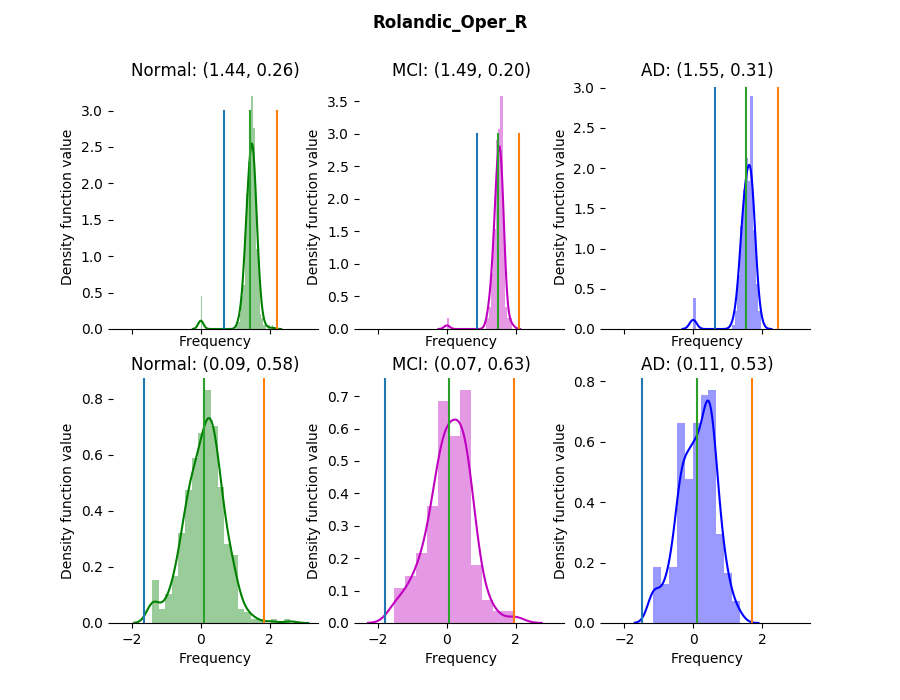 Rolandic_Oper_R
Normal: (1.44, 0.26)
MCI: (1.49, 0.20)
AD: (1.55, 0.31)
Density function value
3.0
2.5
2.0
1.5
1.0
0.5
0.0
Frequency
Density function value
3.5
3.0
2.5
2.0
1.5
1.0
0.5
0.0
Frequency
Density function value
3.0
2.0
1.5
1.0
0.5
0.0
Frequency
Normal: (0.09, 0.58)
MCI: (0.07, 0.63)
AD: (0.11, 0.53)
Density function value
0.8
0.6
0.4
0.2
0.0
−2
0
2
Frequency
Density function value
0.7
0.6
0.5
0.4
0.3
0.2
0.1
0.0
−2
0
2
Frequency
Density function value
0.8
0.6
0.4
0.2
0.0
−2
0
2
Frequency